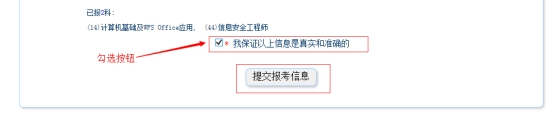 已报2科:
(14)计算机基础及WPS Office应用, (44)信息安全工程师
* 我保证以上信息是真实和准确的
勾选按钮
提交报考信息